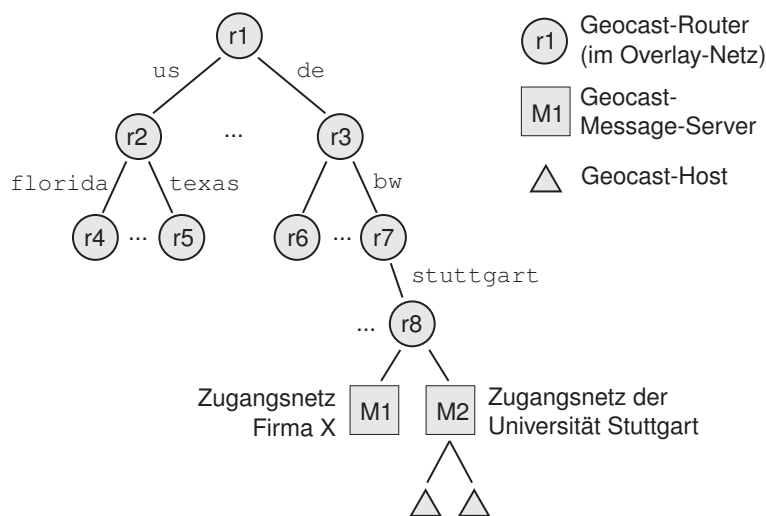 r1
us
de
r2
...
r3
florida
texas
bw
r4
...
r5
r6
...
r7
stuttgart
...
r8
Zugangsnetz
Firma X
M1
M2
Zugangsnetz der
Universität Stuttgart
r1
Geocast-Router
(im Overlay-Netz)
M1
Geocast-
Message-Server
Geocast-Host